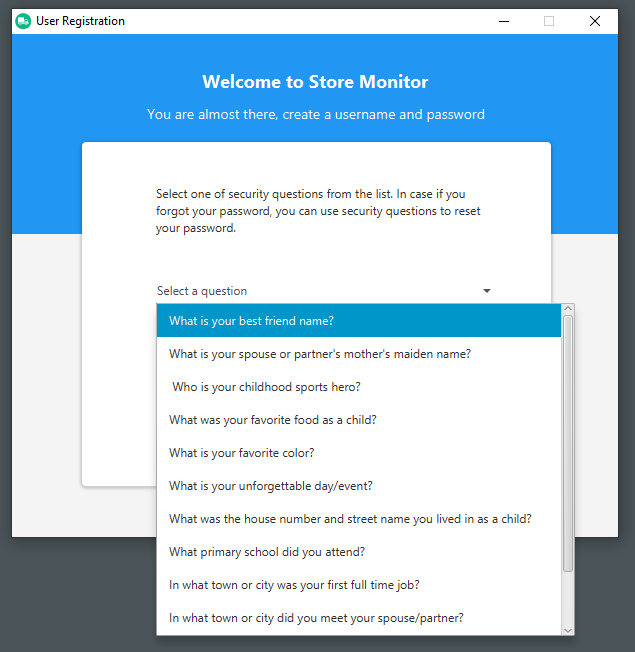 User Registration
Welcome to Store Monitor
You are almost there, create a username and password
Select one of security questions from the list. In case if you
forgot your password, you can use security questions to reset
your password.
Select a question
What is your best friend name?
What is your spouse or partner's mother's maiden name?
Who is your childhood sports hero?
What was your favorite food as a child?
What is your favorite color?
What is your unforgettable day/event?
What was the house number and street name you lived in as a child?
What primary school did you attend?
In what town or city was your first full time job?
In what town or city did you meet your spouse/partner?